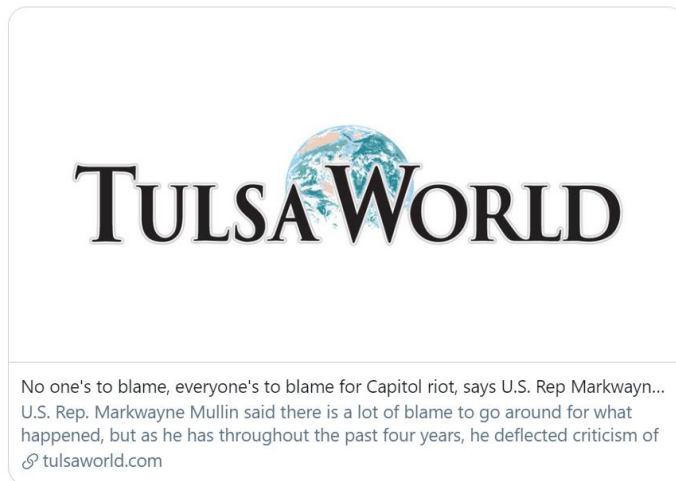 TULSA WORLD
No one's to blame, everyone's to blame for Capitol riot, says U.S. Rep Markwayn...
U.S. Rep. Markwayne Mullin said there is a lot of blame to go around for what
happened, but as he has throughout the past four years, he deflected criticism of
tulsaworld.com